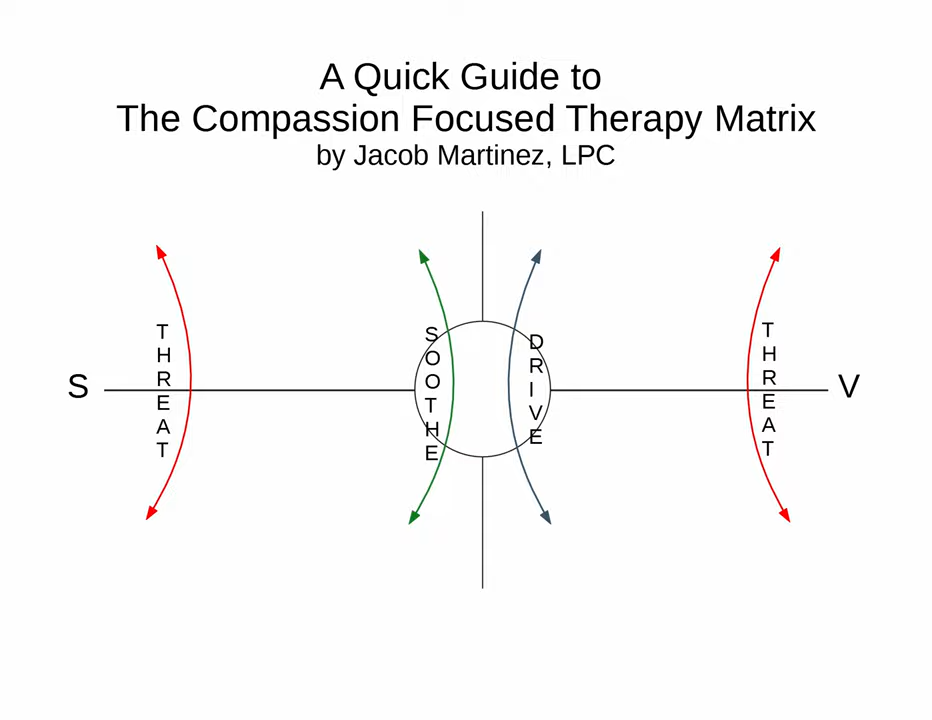 A Quick Guide to
The Compassion Focused Therapy Matrix
by Jacob Martinez, LPC
S
THREAT
SOOTHE
DRIVE
THREAT
V